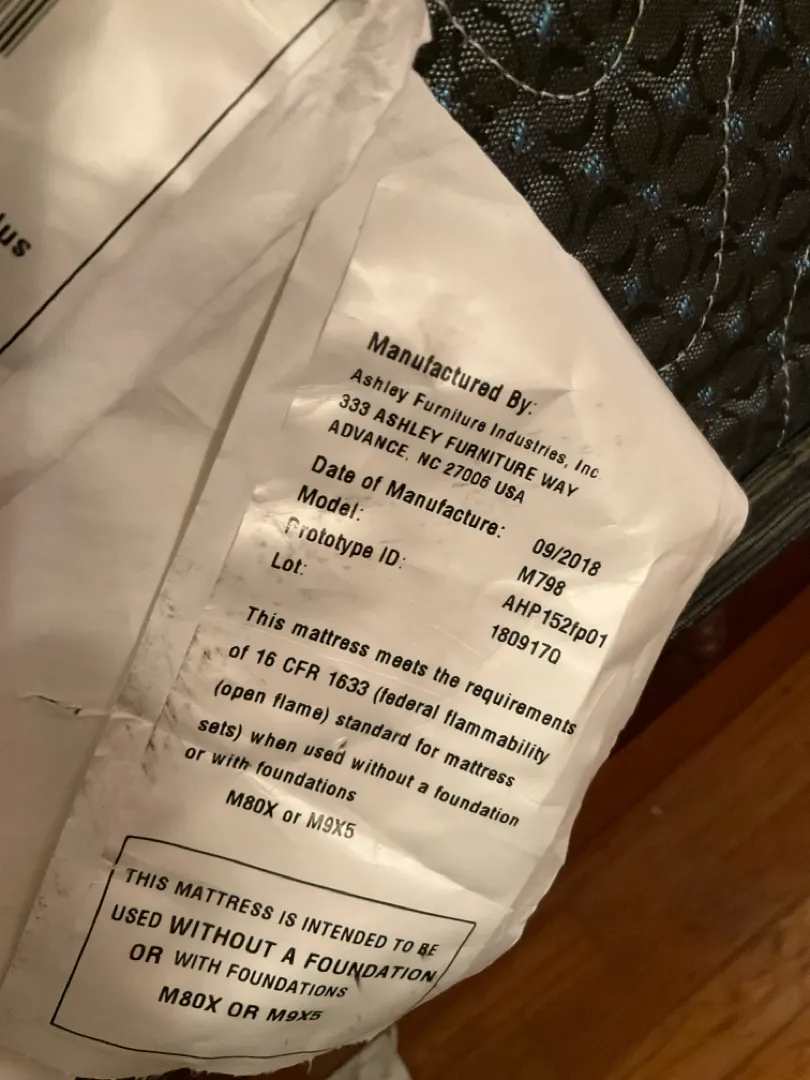 Manufactured By:
Ashley Furniture Industries, Inc
333 ASHLEY FURNITURE WAY
ADVANCE, NC 27006 USA
Date of Manufacture: 09/2018
Model: M798
Prototype ID: AHP152fp01
Lot: 180917Q
This mattress meets the requirements
of 16 CFR 1633 (federal flammability
(open flame) standard for mattress
sets) when used without a foundation
or with foundations
M80X or M9X5
THIS MATTRESS IS INTENDED TO BE
USED WITHOUT A FOUNDATION
OR WITH FOUNDATIONS
M80X OR M9X5